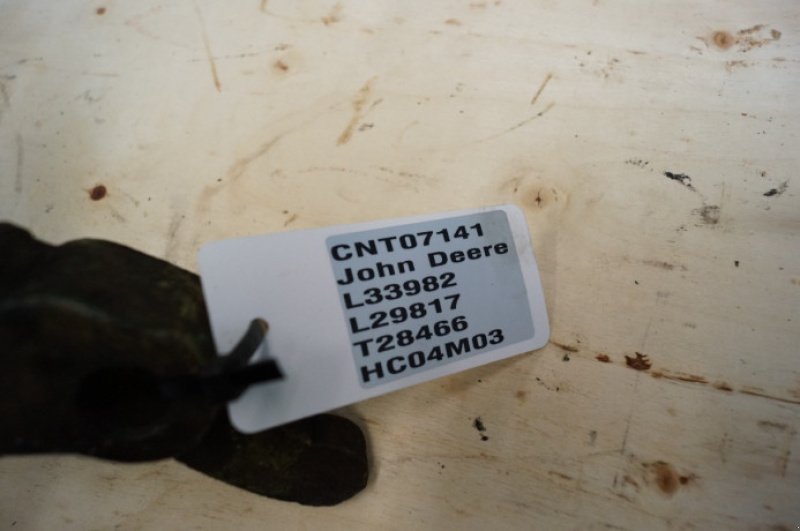 CNT07141
John Deere
L33982
L29817
T28466
HC04M03